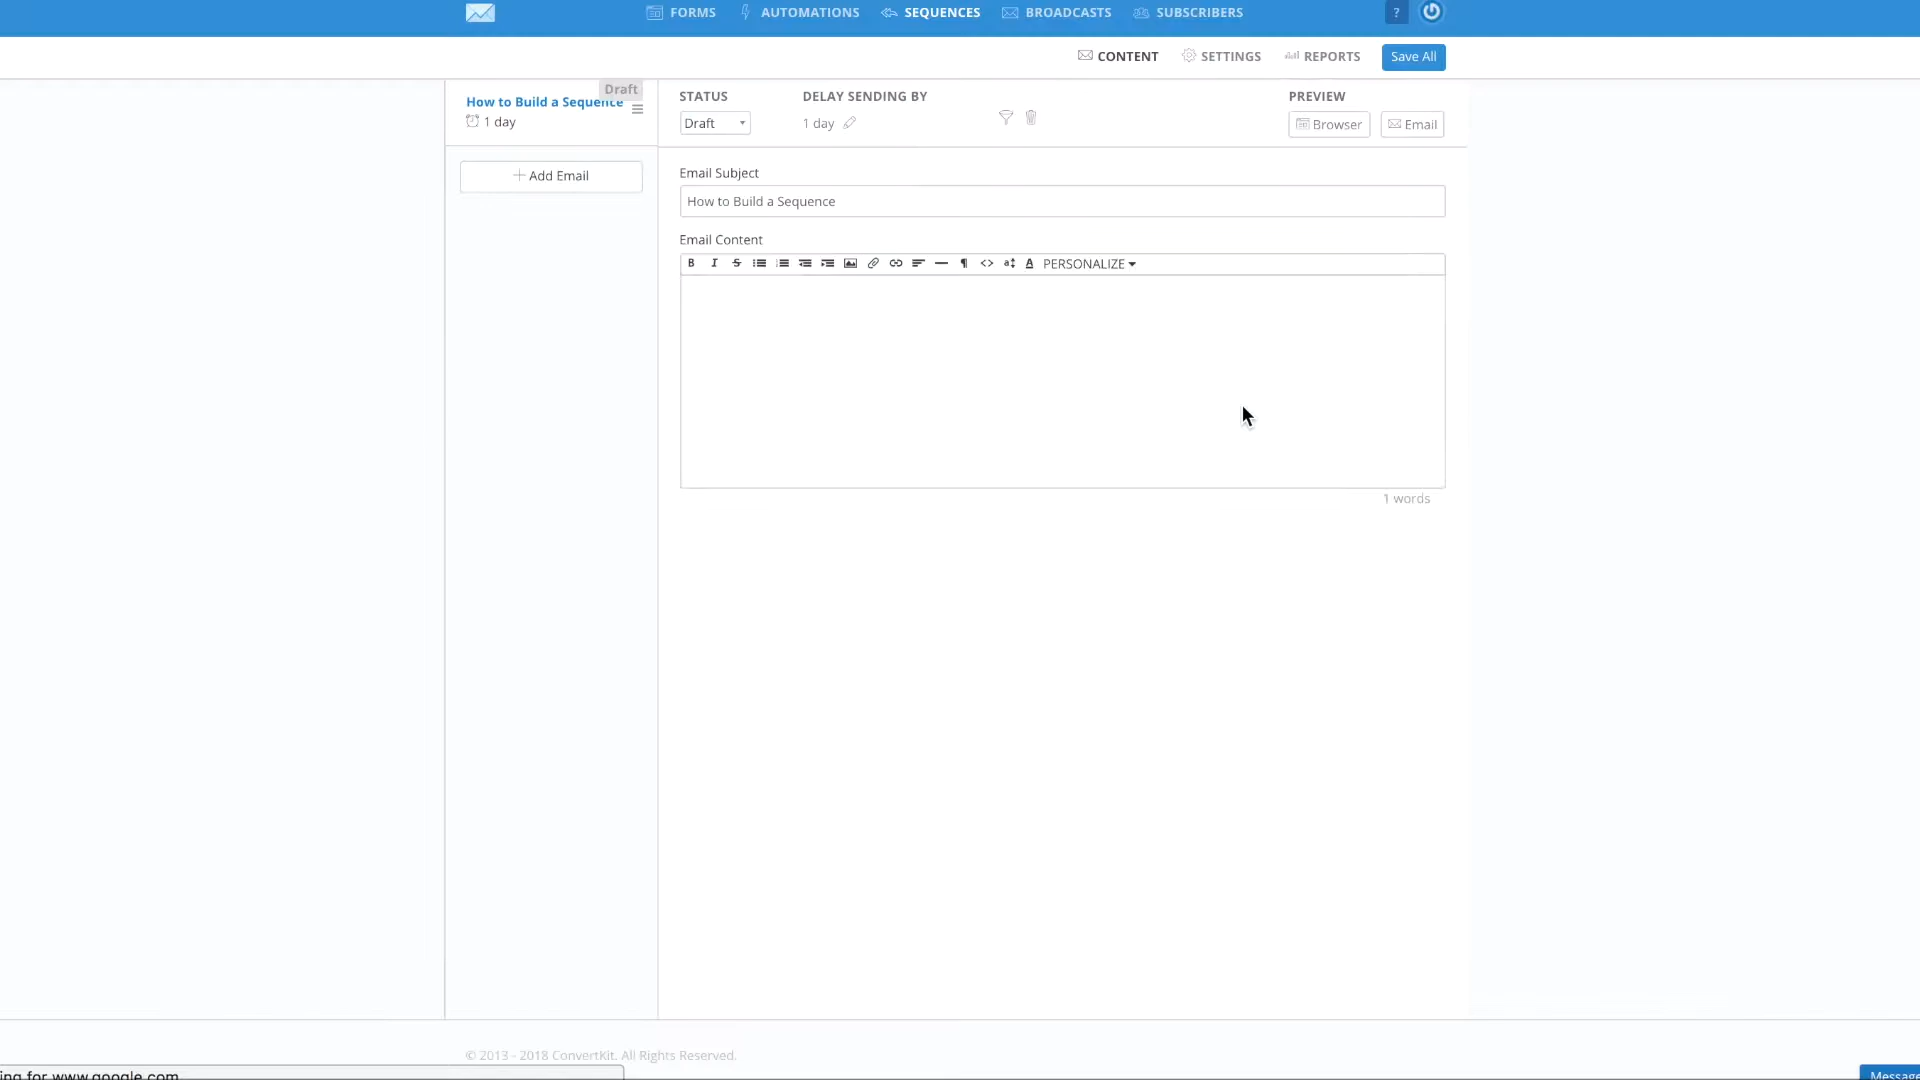 FORMS AUTOMATIONS SEQUENCES BROADCASTS SUBSCRIBERS ?
CONTENT SETTINGS REPORTS Save All
Draft
How to Build a Sequence
1 day
+ Add Email
STATUS DELAY SENDING BY PREVIEW
Draft 1 day Browser Email
Email Subject
How to Build a Sequence
Email Content
B I S <> A PERSONALIZE
1 words
© 2013 - 2018 ConvertKit. All Rights Reserved.
ing for www.google.com
Message